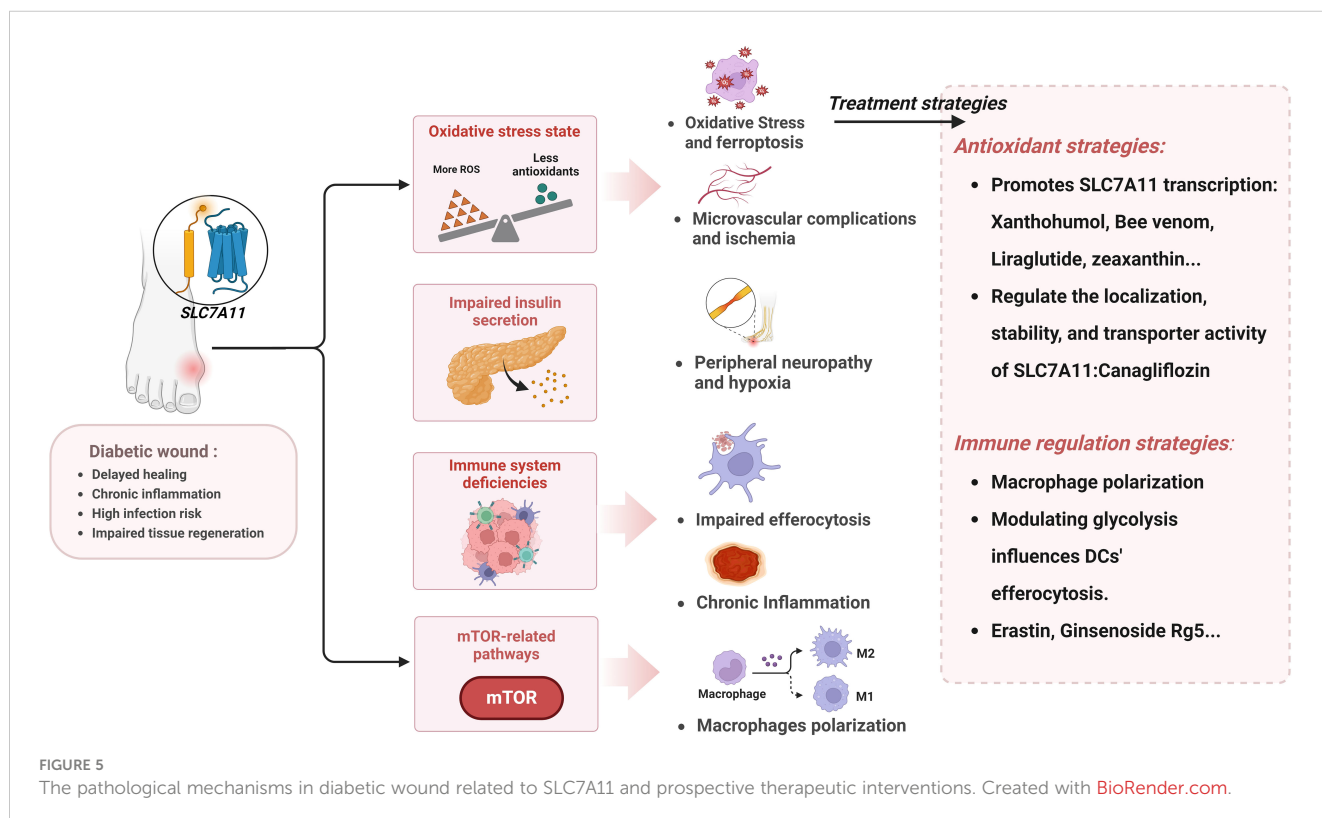 SLC7A11
Diabetic wound :
• Delayed healing
• Chronic inflammation
• High infection risk
• Impaired tissue regeneration
Oxidative stress state
More ROS
Less
antioxidants
Impaired insulin
secretion
Immune system
deficiencies
mTOR-related
pathways
mTOR
• Oxidative Stress
and ferroptosis
• Microvascular complications
and ischemia
• Peripheral neuropathy
and hypoxia
• Impaired efferocytosis
• Chronic Inflammation
Macrophage
M2
M1
• Macrophages polarization
Treatment strategies
Antioxidant strategies:
• Promotes SLC7A11 transcription:
Xanthohumol, Bee venom,
Liraglutide, zeaxanthin...
• Regulate the localization,
stability, and transporter activity
of SLC7A11:Canagliflozin
Immune regulation strategies:
• Macrophage polarization
• Modulating glycolysis
influences DCs'
efferocytosis.
• Erastin, Ginsenoside Rg5...
FIGURE 5
The pathological mechanisms in diabetic wound related to SLC7A11 and prospective therapeutic interventions. Created with BioRender.com.